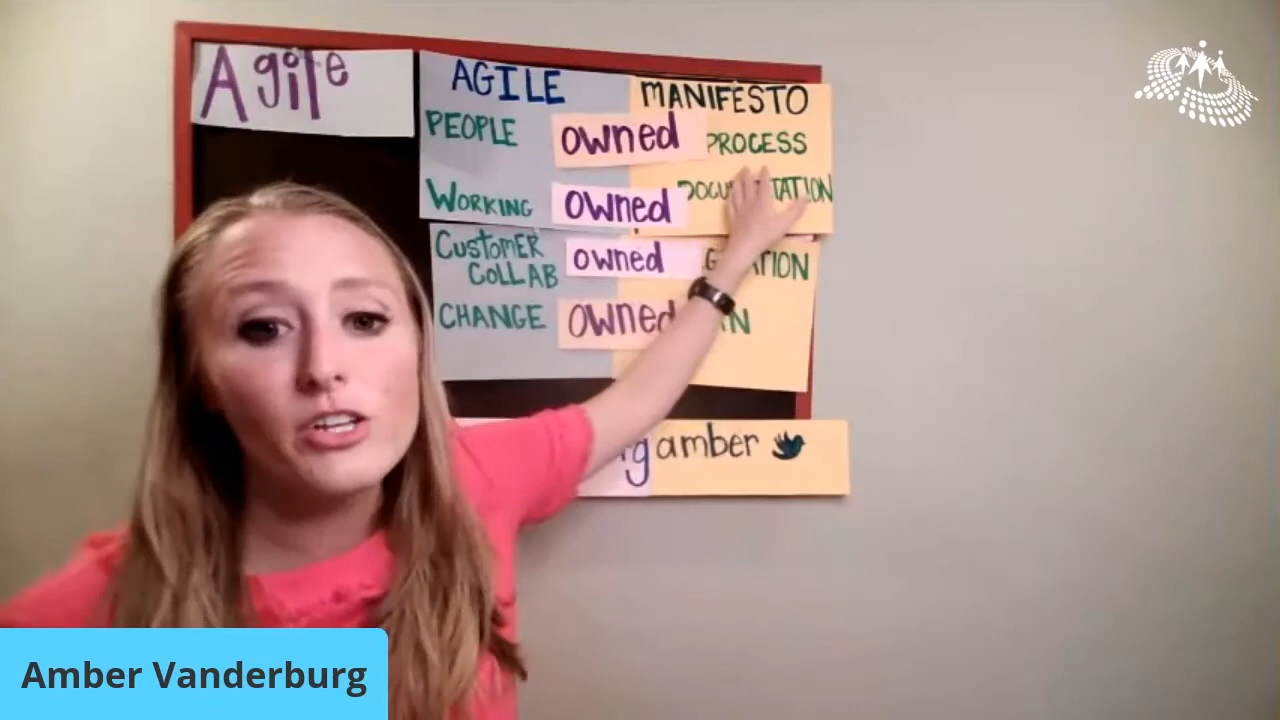 Agile
AGILE MANIFESTO
PEOPLE owned PROCESS
WORKING owned
CUSTOMER
COLLAB owned
CHANGE owned
amber
Amber Vanderburg